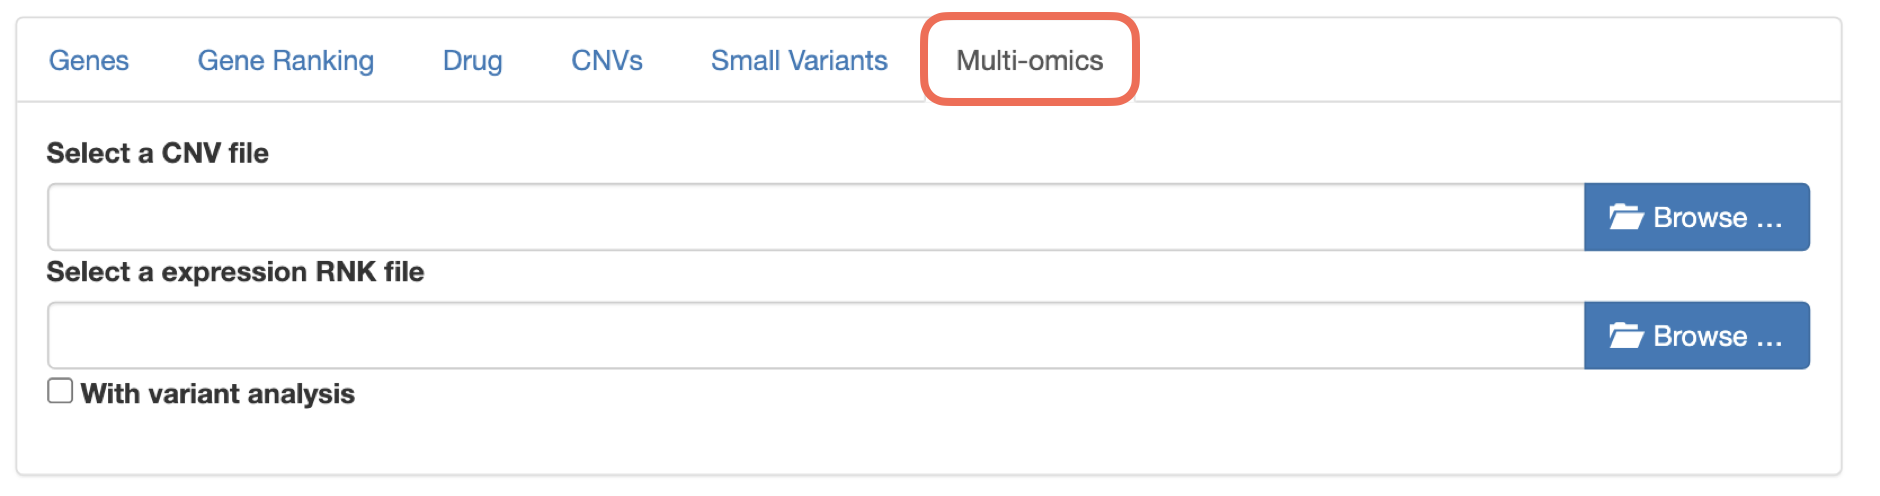 Genes Gene Ranking Drug CNVs Small Variants Multi-omics
Select a CNV file
Browse ...
Select a expression RNK file
Browse ...
With variant analysis